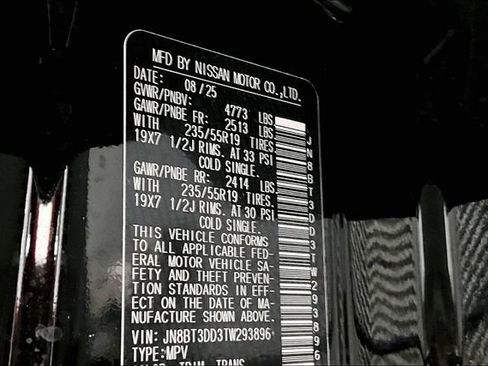 MFD BY NISSAN MOTOR CO.,LTD.
DATE: 08/25
GVWR/PNBV: 4773 LBS
GAWR/PNBE FR: 2513 LBS
WITH 235/55R19 TIRES
19X7 1/2J RIMS. AT 33 PSI
COLD SINGLE.
GAWR/PNBE RR: 2414 LBS
WITH 235/55R19 TIRES.
19X7 1/2J RIMS. AT 30 PSI
COLD SINGLE.
THIS VEHICLE CONFORMS
TO ALL APPLICABLE FED-
ERAL MOTOR VEHICLE SA-
FETY AND THEFT PREVEN-
TION STANDARDS IN EFF-
ECT ON THE DATE OF MA-
NUFACTURE SHOWN ABOVE.
VIN: JN8BT3DD3TW293896
TYPE:MPV
TRIM TRANS
JN8BT3DD3TW293896